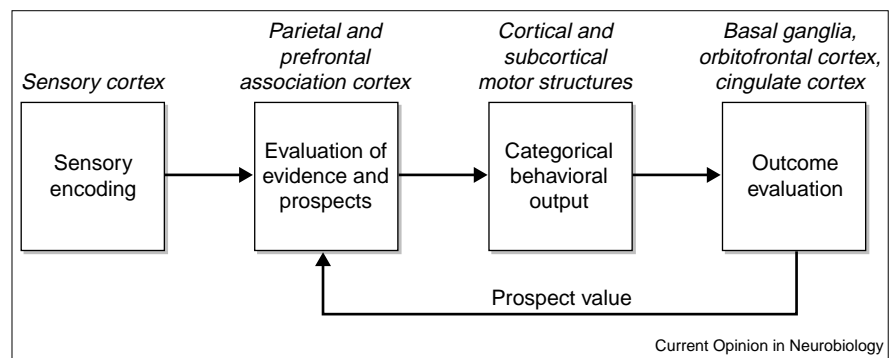 Sensory cortex
Parietal and
prefrontal
association cortex
Cortical and
subcortical
motor structures
Basal ganglia,
orbitofrontal cortex,
cingulate cortex
Sensory
encoding
Evaluation of
evidence and
prospects
Categorical
behavioral
output
Outcome
evaluation
Prospect value
Current Opinion in Neurobiology